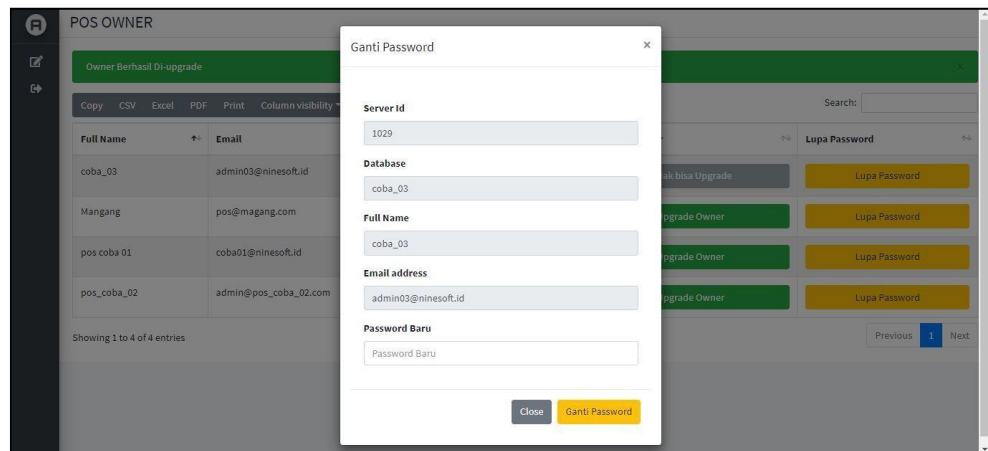 POS OWNER
Owner Berhasil Di-upgrade
×
Copy CSV Excel PDF Print Column visibility
Search:
Full Name Email Lupa Password
coba_03 admin03@ninesoft.id ak bisa Upgrade Lupa Password
Mangang pos@magang.com pgrade Owner Lupa Password
pos coba 01 coba01@ninesoft.id pgrade Owner Lupa Password
pos_coba_02 admin@pos_coba_02.com pgrade Owner Lupa Password
Showing 1 to 4 of 4 entries
Previous 1 Next
Ganti Password ×
Server Id
1029
Database
coba_03
Full Name
coba_03
Email address
admin03@ninesoft.id
Password Baru
Password Baru
Close Ganti Password